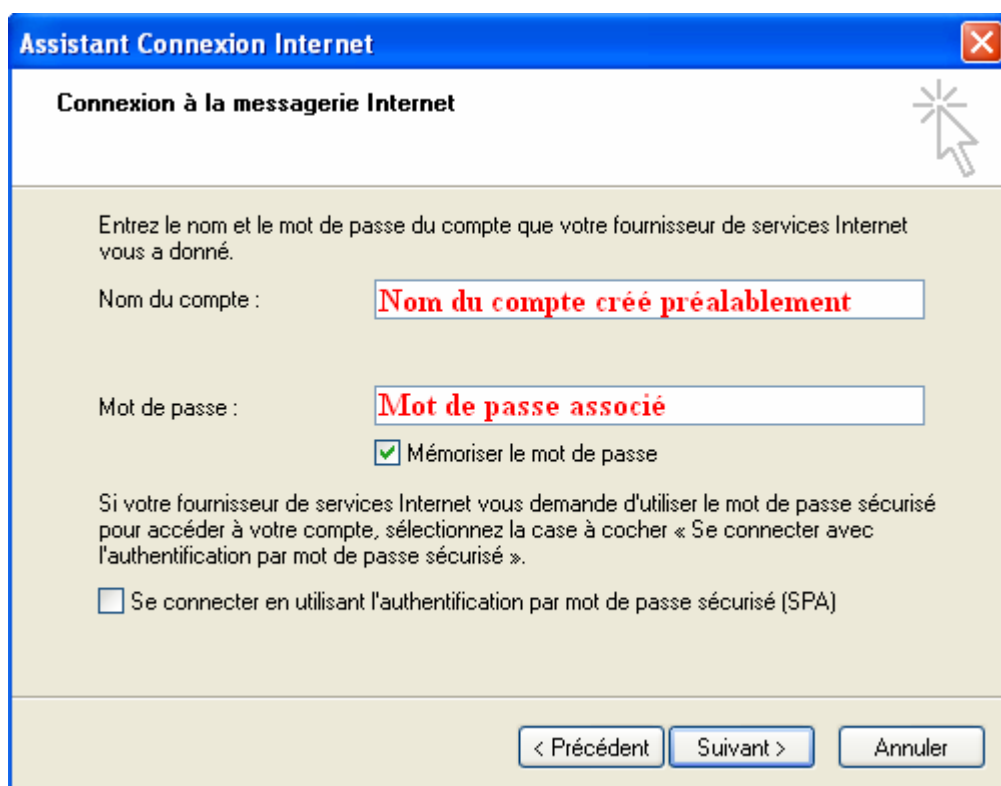 Assistant Connexion Internet
Connexion à la messagerie Internet
Entrez le nom et le mot de passe du compte que votre fournisseur de services Internet
vous a donné.
Nom du compte : Nom du compte créé préalablement
Mot de passe : Mot de passe associé
Mémoriser le mot de passe
Si votre fournisseur de services Internet vous demande d'utiliser le mot de passe sécurisé
pour accéder à votre compte, sélectionnez la case à cocher « Se connecter avec
l'authentification par mot de passe sécurisé ».
Se connecter en utilisant l'authentification par mot de passe sécurisé (SPA)
< Précédent Suivant > Annuler